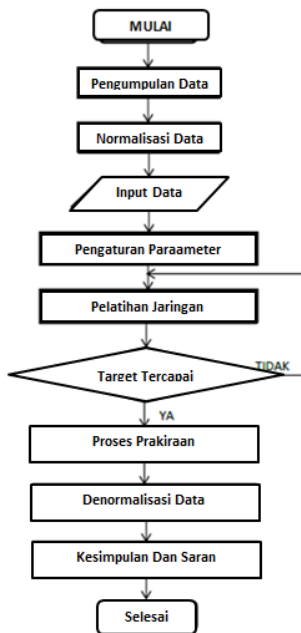 MULAI
Pengumpulan Data
Normalisasi Data
Input Data
Pengaturan Paraameter
Pelatihan Jaringan
Target Tercapai
TIDAK
YA
Proses Prakiraan
Denormalisasi Data
Kesimpulan Dan Saran
Selesai